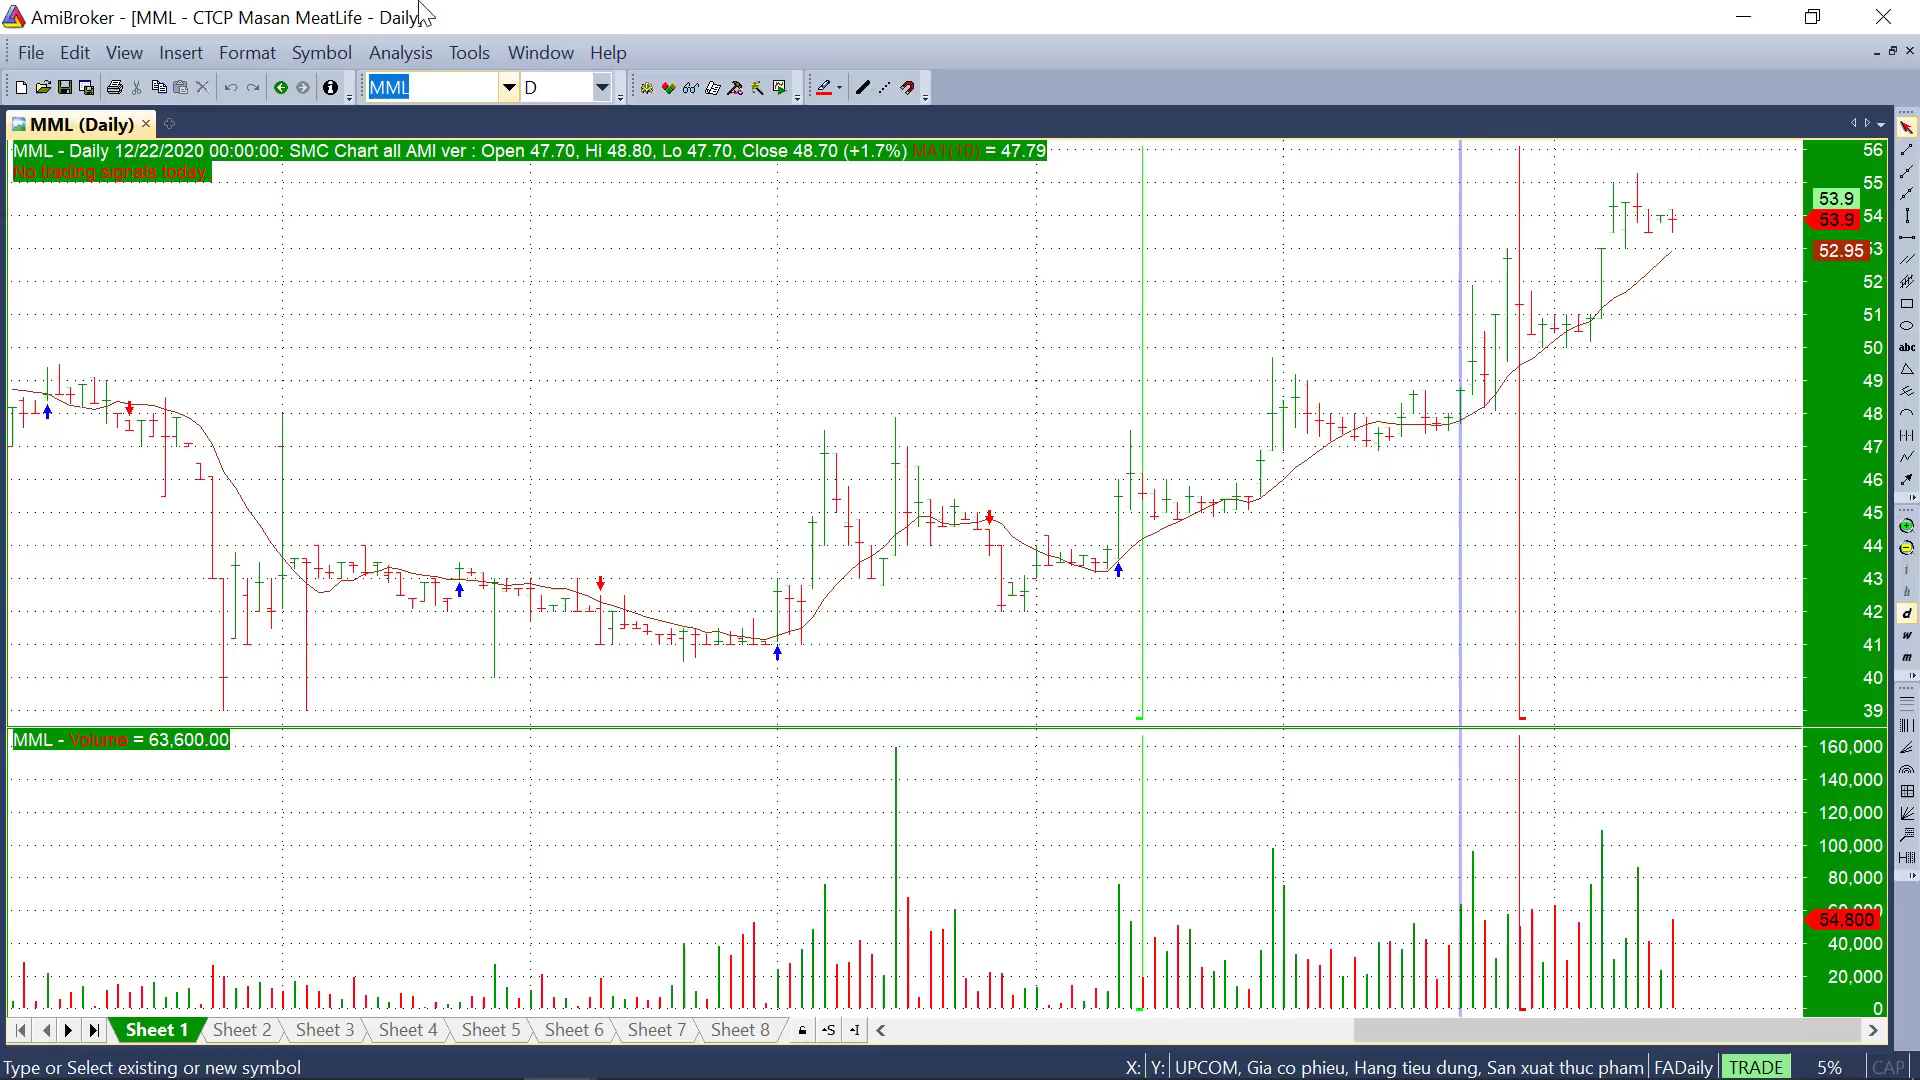 AmiBroker - [MML - CTCP Masan MeatLife - Daily]
File Edit View Insert Format Symbol Analysis Tools Window Help
MML D
MML (Daily)
MML - Daily 12/22/2020 00:00:00: SMC Chart all AMI ver : Open 47.70, Hi 48.80, Lo 47.70, Close 48.70 (+1.7%) MA1(10) = 47.79
No trading signals today
56
55
53.9
54
53.9
52.95
53
52
51
50
49
48
47
46
45
44
43
42
41
40
39
abc
i
h
d
w
m
MML - Volume = 63,600.00
160,000
140,000
120,000
100,000
80,000
54,800
40,000
20,000
0
Sheet 1 Sheet 2 Sheet 3 Sheet 4 Sheet 5 Sheet 6 Sheet 7 Sheet 8
Type or Select existing or new symbol X: Y: UPCOM, Gia co phieu, Hang tieu dung, San xuat thuc pham FADaily TRADE 5% CAP